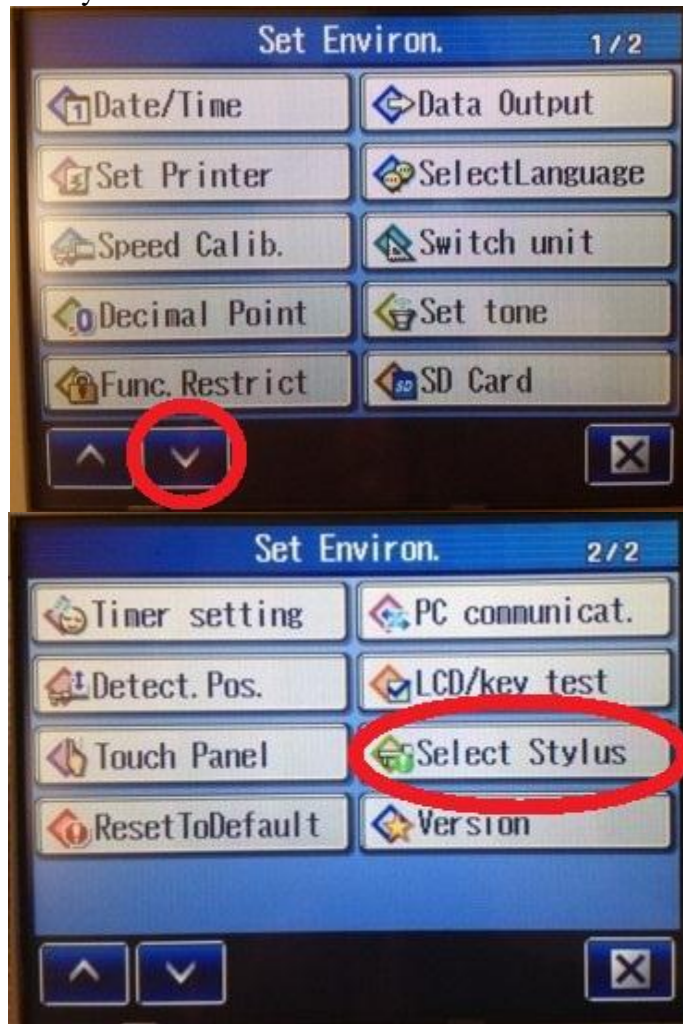 Set Environ. 1/2
Date/Time Data Output
Set Printer SelectLanguage
Speed Calib. Switch unit
Decimal Point Set tone
Func. Restrict SD Card
Set Environ. 2/2
Timer setting PC communicat.
Detect. Pos. LCD/key test
Touch Panel Select Stylus
ResetToDefault Version